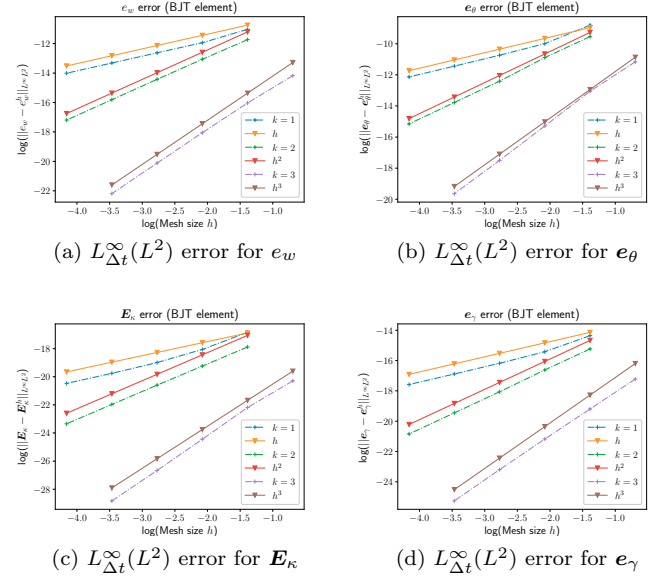 e_w error (BJT element)
log(||e_w − e_w^h||_{L^∞L^2})
−12
−14
−16
−18
−20
−22
k = 1
h
k = 2
h^2
k = 3
h^3
−4.0 −3.5 −3.0 −2.5 −2.0 −1.5 −1.0
log(Mesh size h)
(a) L^∞_{Δt}(L^2) error for e_w
e_θ error (BJT element)
log(||e_θ − e_θ^h||_{L^∞L^2})
−10
−12
−14
−16
−18
−20
k = 1
h
k = 2
h^2
k = 3
h^3
−4.0 −3.5 −3.0 −2.5 −2.0 −1.5 −1.0
log(Mesh size h)
(b) L^∞_{Δt}(L^2) error for e_θ
E_κ error (BJT element)
log(||E_κ − E_κ^h||_{L^∞L^2})
−18
−20
−22
−24
−26
−28
k = 1
h
k = 2
h^2
k = 3
h^3
−4.0 −3.5 −3.0 −2.5 −2.0 −1.5 −1.0
log(Mesh size h)
(c) L^∞_{Δt}(L^2) error for E_κ
e_γ error (BJT element)
log(||e_γ − e_γ^h||_{L^∞L^2})
−14
−16
−18
−20
−22
−24
k = 1
h
k = 2
h^2
k = 3
h^3
−4.0 −3.5 −3.0 −2.5 −2.0 −1.5 −1.0
log(Mesh size h)
(d) L^∞_{Δt}(L^2) error for e_γ